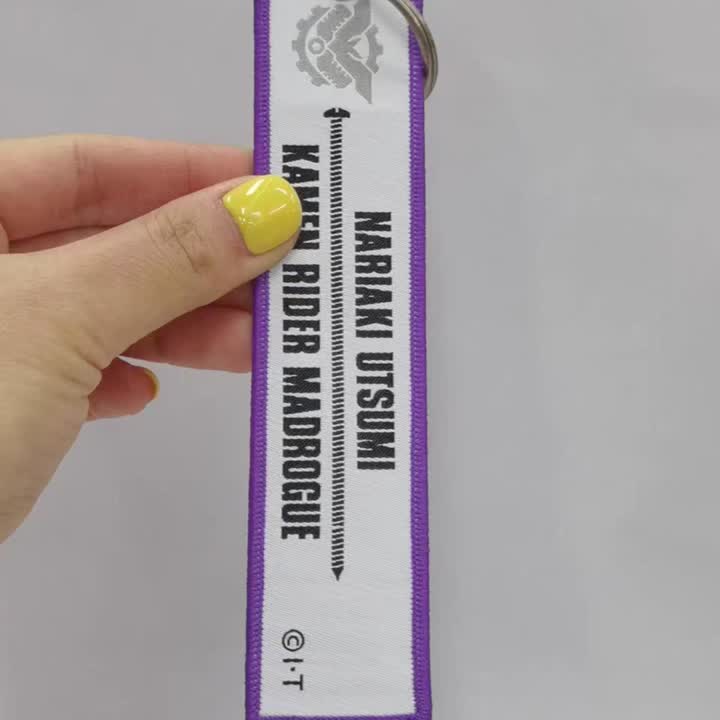 NARIAKI UTSUMI
KAMEN RIDER MADROGUE
© I·T